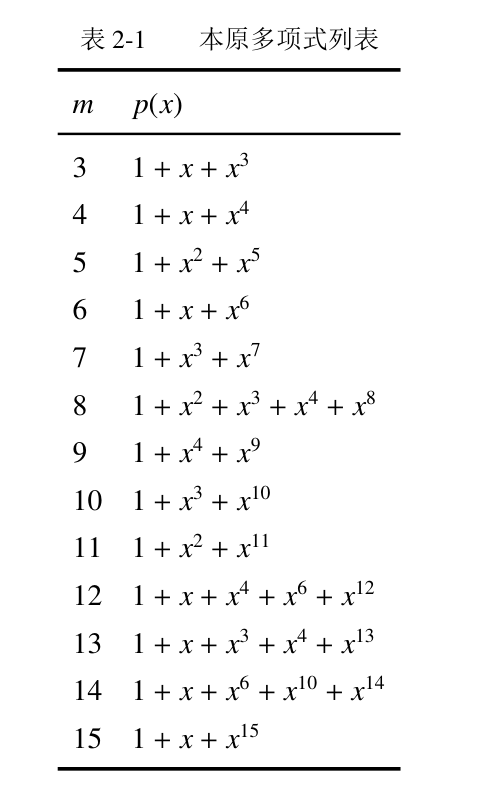 表 2-1 本原多项式列表
m p(x)
3 1 + x + x³
4 1 + x + x⁴
5 1 + x² + x⁵
6 1 + x + x⁶
7 1 + x³ + x⁷
8 1 + x² + x³ + x⁴ + x⁸
9 1 + x⁴ + x⁹
10 1 + x³ + x¹⁰
11 1 + x² + x¹¹
12 1 + x + x⁴ + x⁶ + x¹²
13 1 + x + x³ + x⁴ + x¹³
14 1 + x + x⁶ + x¹⁰ + x¹⁴
15 1 + x + x¹⁵